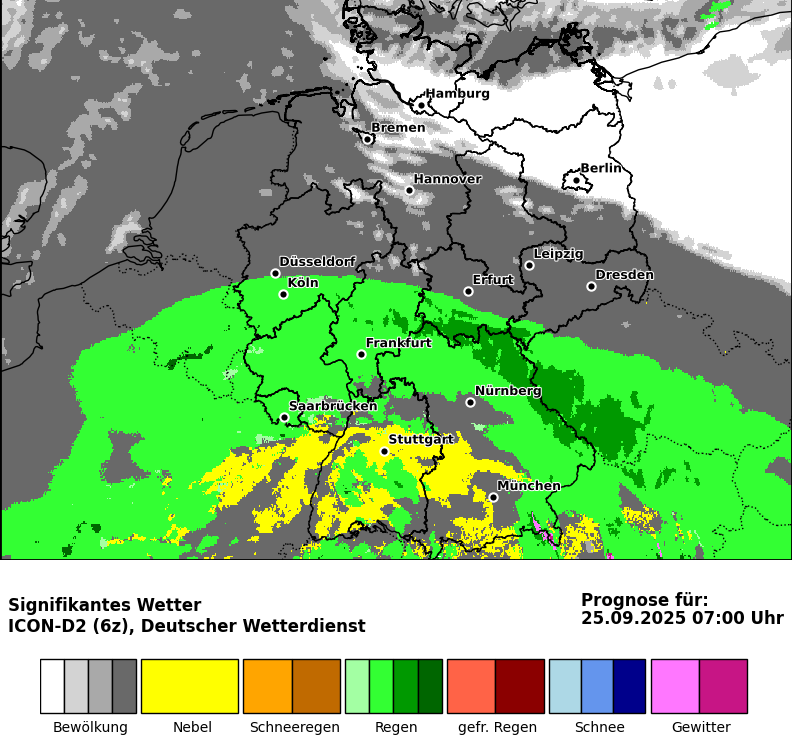 Hamburg
Bremen
Berlin
Hannover
Leipzig
Düsseldorf
Dresden
Köln
Erfurt
Frankfurt
Nürnberg
Saarbrücken
Stuttgart
München
Signifikantes Wetter
ICON-D2 (6z), Deutscher Wetterdienst
Prognose für:
25.09.2025 07:00 Uhr
Bewölkung Nebel Schneeregen Regen gefr. Regen Schnee Gewitter